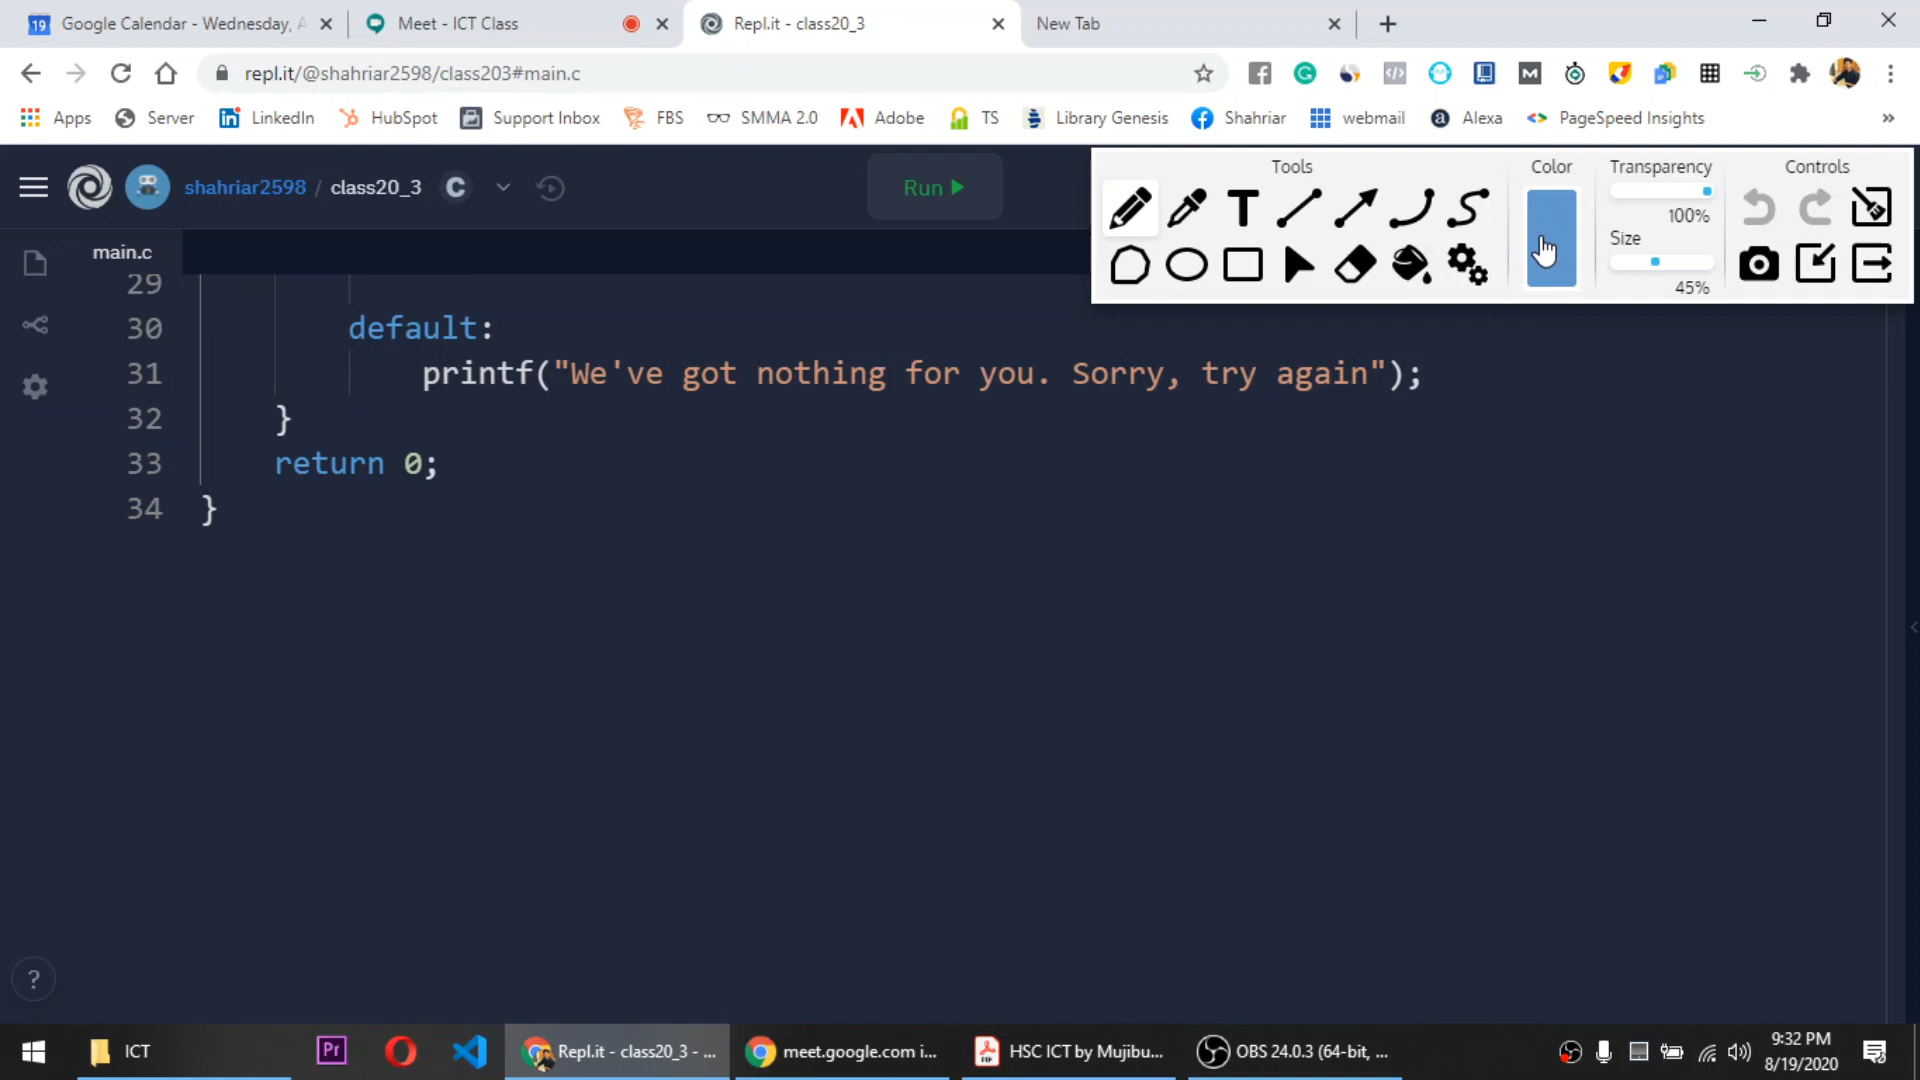 19 Google Calendar - Wednesday, A
Meet - ICT Class
Repl.it - class20_3
New Tab
repl.it/@shahriar2598/class203#main.c
Apps Server LinkedIn HubSpot Support Inbox FBS SMMA 2.0 Adobe TS Library Genesis Shahriar webmail Alexa PageSpeed Insights »
shahriar2598 / class20_3 C
Run
Tools Color Transparency Controls
100%
Size
45%
main.c
29
30 default:
31 printf("We've got nothing for you. Sorry, try again");
32 }
33 return 0;
34 }
?
ICT
Pr
Repl.it - class20_3 - ...
meet.google.com i...
HSC ICT by Mujibu...
OBS 24.0.3 (64-bit, ...
9:32 PM
8/19/2020